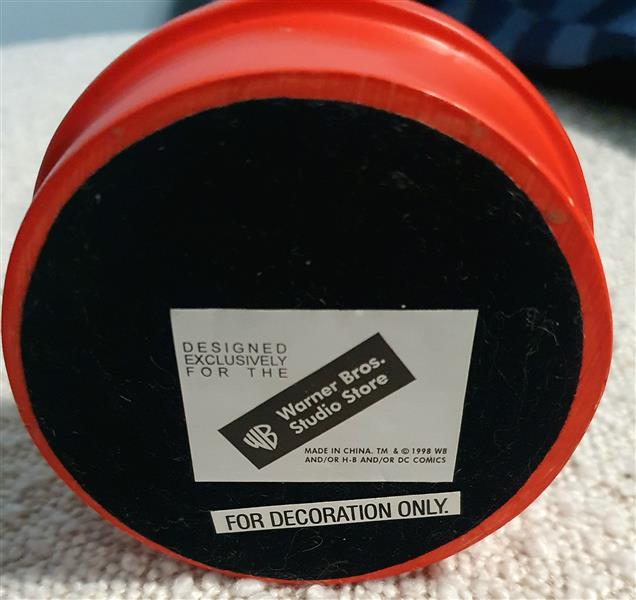 DESIGNED
EXCLUSIVELY
FOR THE
WB Warner Bros.
Studio Store
MADE IN CHINA. TM & © 1998 WB
AND/OR H-B AND/OR DC COMICS
FOR DECORATION ONLY.